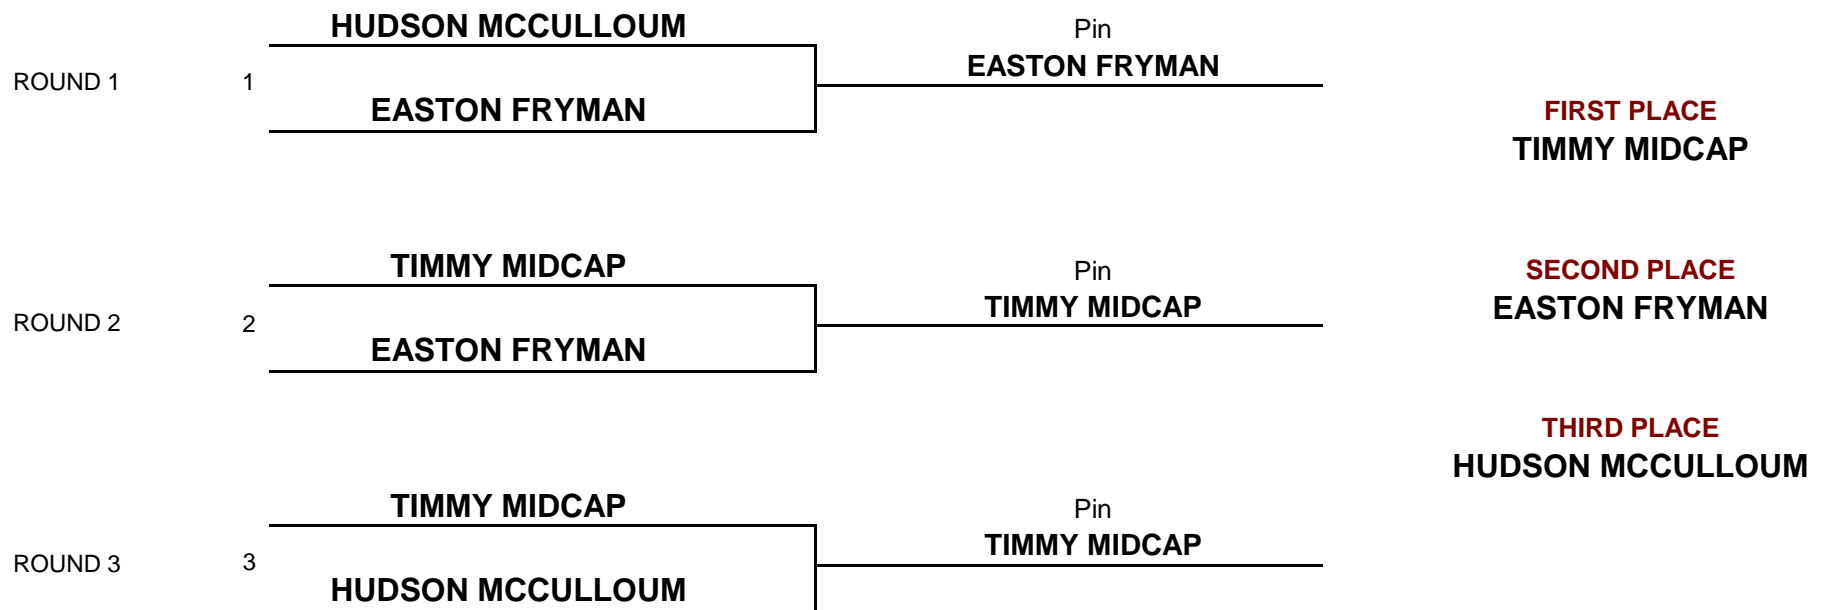 HUDSON MCCULLOUM
Pin
EASTON FRYMAN
ROUND 1
1
EASTON FRYMAN
FIRST PLACE
TIMMY MIDCAP
TIMMY MIDCAP
Pin
SECOND PLACE
TIMMY MIDCAP
EASTON FRYMAN
ROUND 2
2
EASTON FRYMAN
THIRD PLACE
HUDSON MCCULLOUM
TIMMY MIDCAP
Pin
TIMMY MIDCAP
ROUND 3
3
HUDSON MCCULLOUM